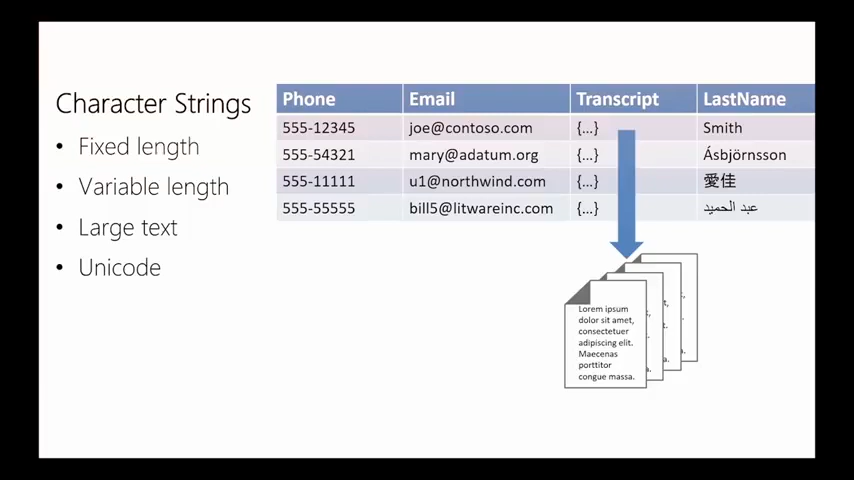 Character Strings
• Fixed length
• Variable length
• Large text
• Unicode
Phone Email Transcript LastName
555-12345 joe@contoso.com {...} Smith
555-54321 mary@adatum.org {...} Ásbjörnsson
555-11111 u1@northwind.com {...} 愛佳
555-55555 bill5@litwareinc.com {...} عبد الحميد
Lorem ipsum
dolor sit amet,
consectetuer
adipiscing elit.
Maecenas
porttitor
congue massa.